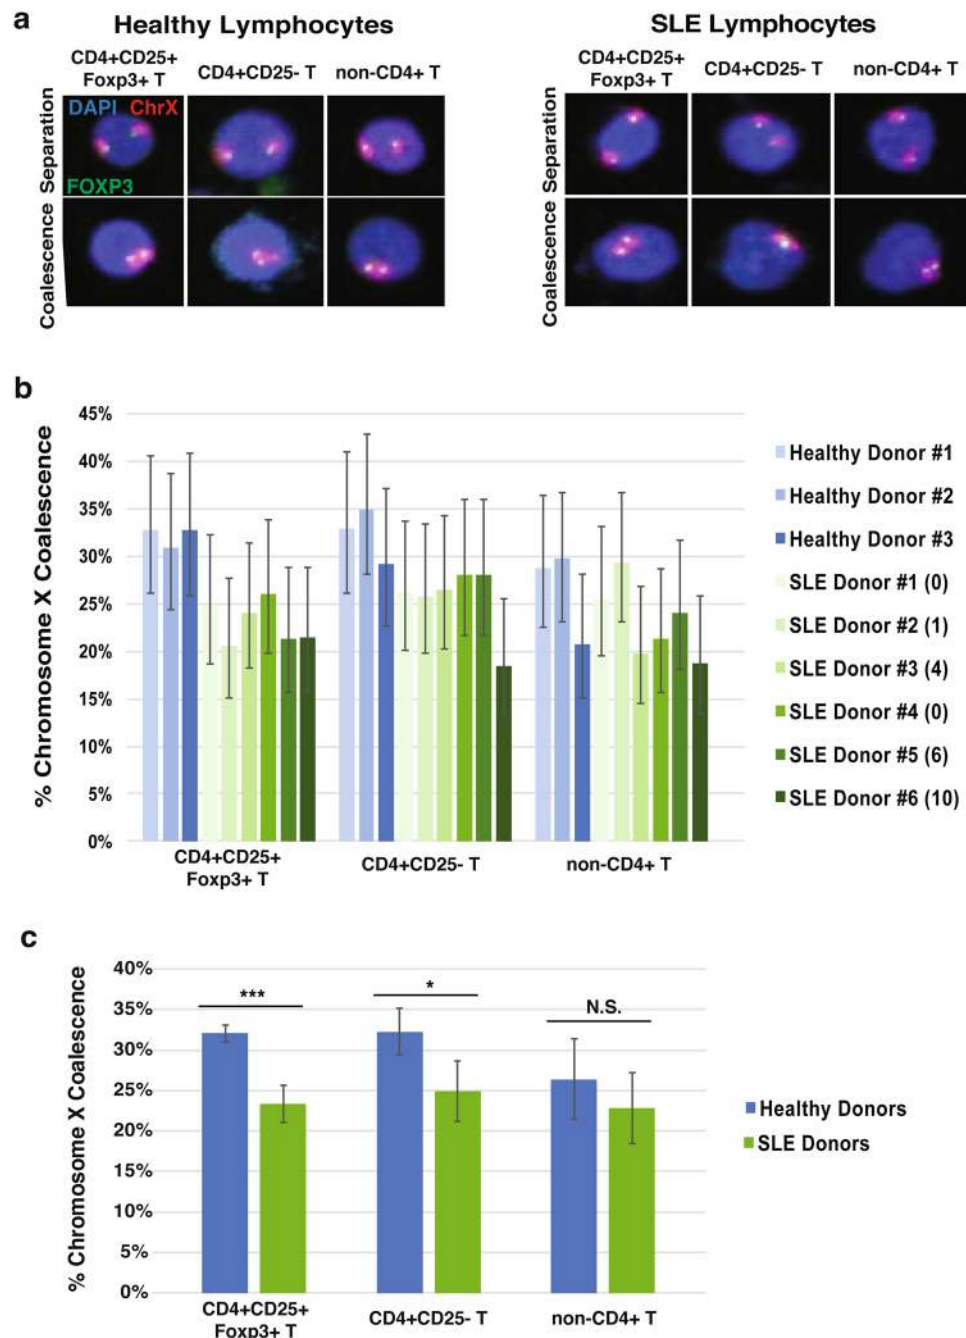 a
Healthy Lymphocytes
SLE Lymphocytes
CD4+CD25+
Foxp3+ T
CD4+CD25- T
non-CD4+ T
CD4+CD25+
Foxp3+ T
CD4+CD25- T
non-CD4+ T
Separation
DAPI ChrX
FOXP3
Coalescence
Separation
Coalescence
b
% Chromosome X Coalescence
45%
40%
35%
30%
25%
20%
15%
10%
5%
0%
CD4+CD25+
Foxp3+ T
CD4+CD25- T
non-CD4+ T
Healthy Donor #1
Healthy Donor #2
Healthy Donor #3
SLE Donor #1 (0)
SLE Donor #2 (1)
SLE Donor #3 (4)
SLE Donor #4 (0)
SLE Donor #5 (6)
SLE Donor #6 (10)
c
% Chromosome X Coalescence
40%
35%
30%
25%
20%
15%
10%
5%
0%
***
*
N.S.
CD4+CD25+
Foxp3+ T
CD4+CD25- T
non-CD4+ T
Healthy Donors
SLE Donors